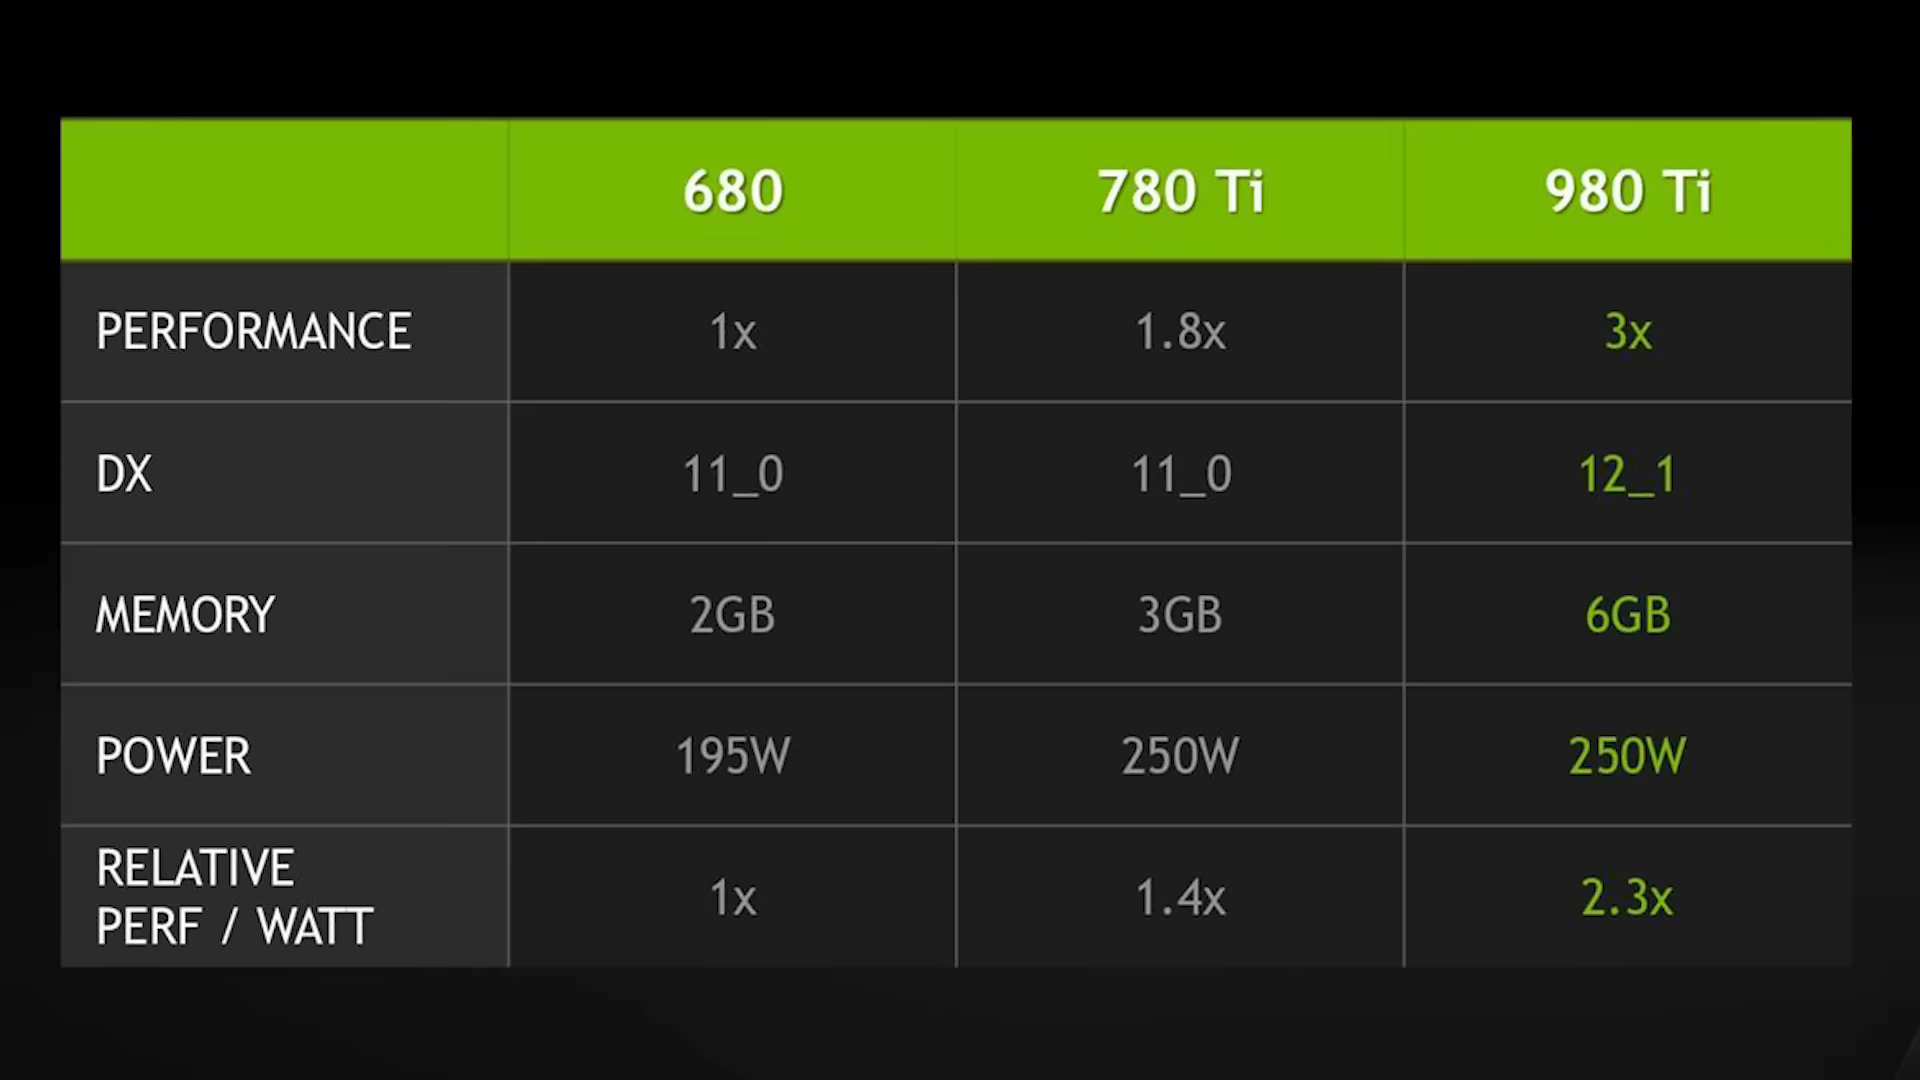 680 780 Ti 980 Ti
PERFORMANCE 1x 1.8x 3x
DX 11_0 11_0 12_1
MEMORY 2GB 3GB 6GB
POWER 195W 250W 250W
RELATIVE
PERF / WATT 1x 1.4x 2.3x